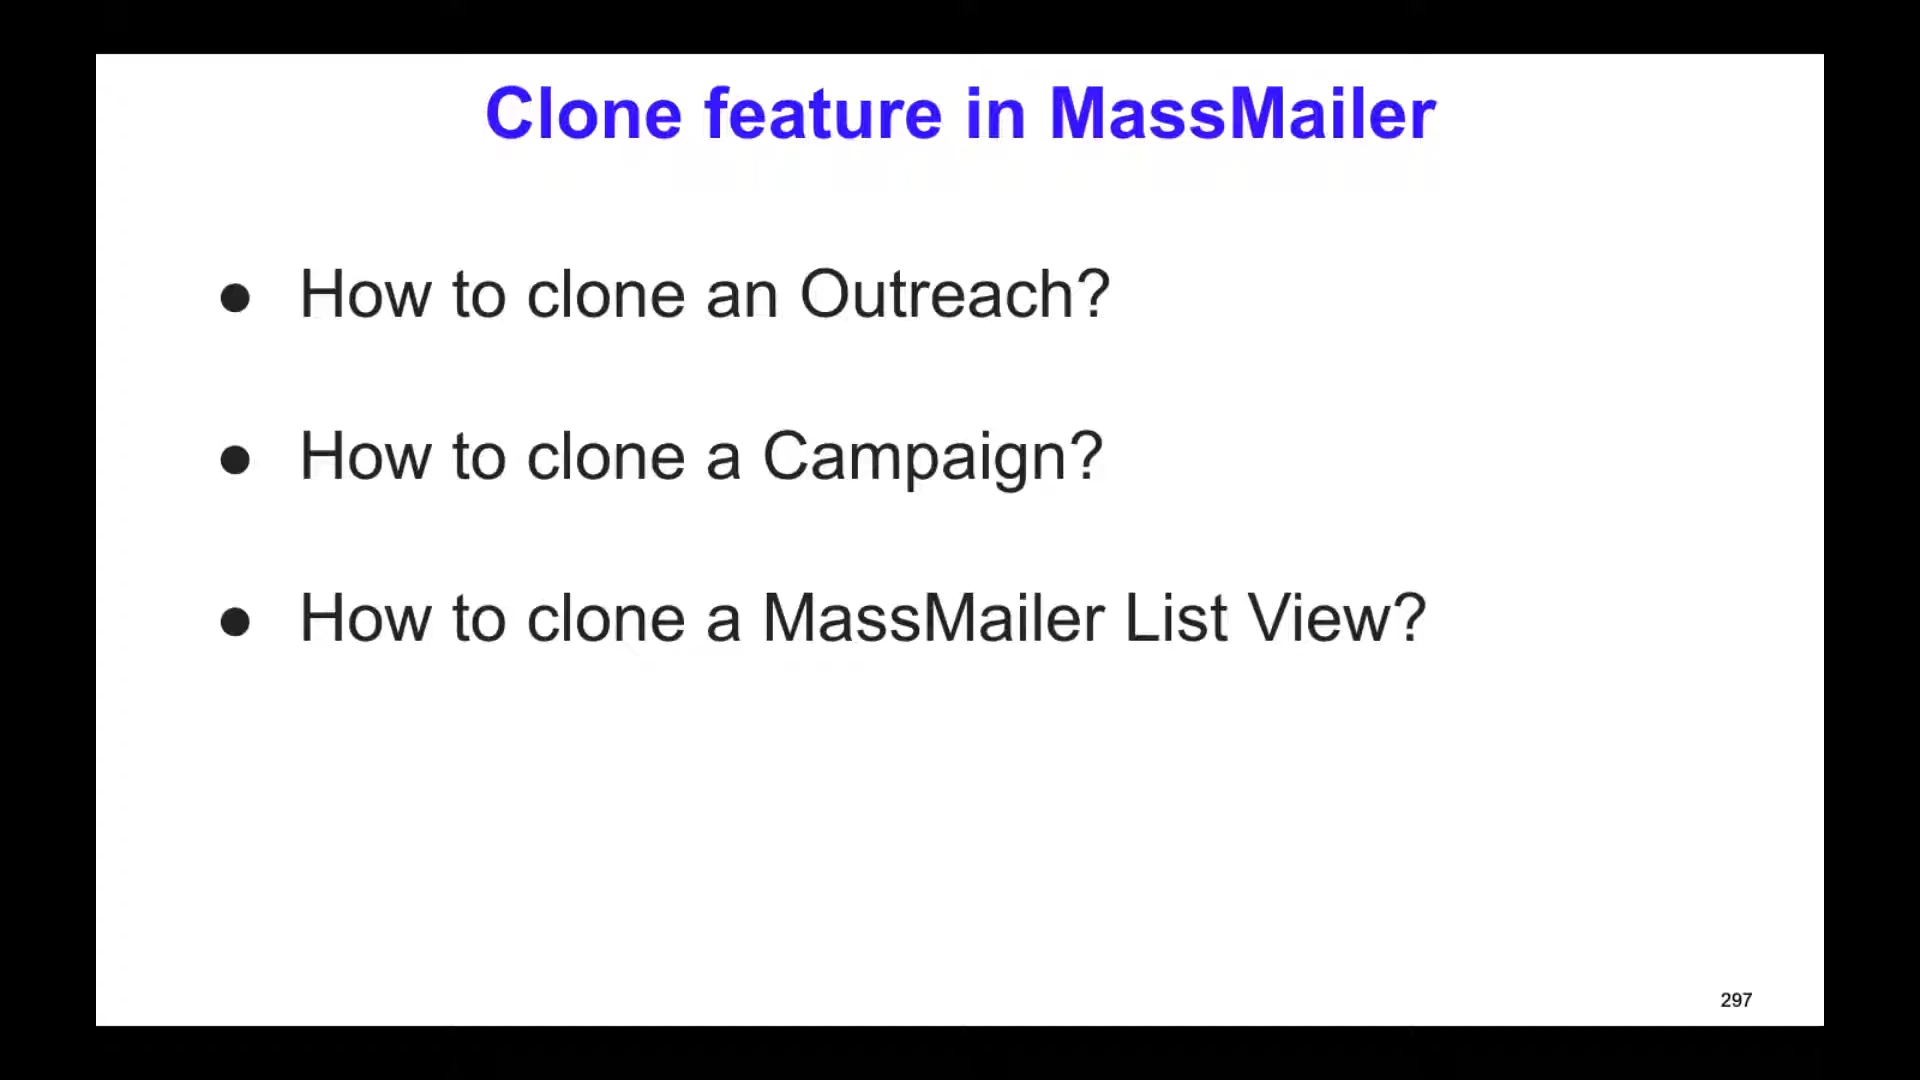 Clone feature in MassMailer
● How to clone an Outreach?
● How to clone a Campaign?
● How to clone a MassMailer List View?
297